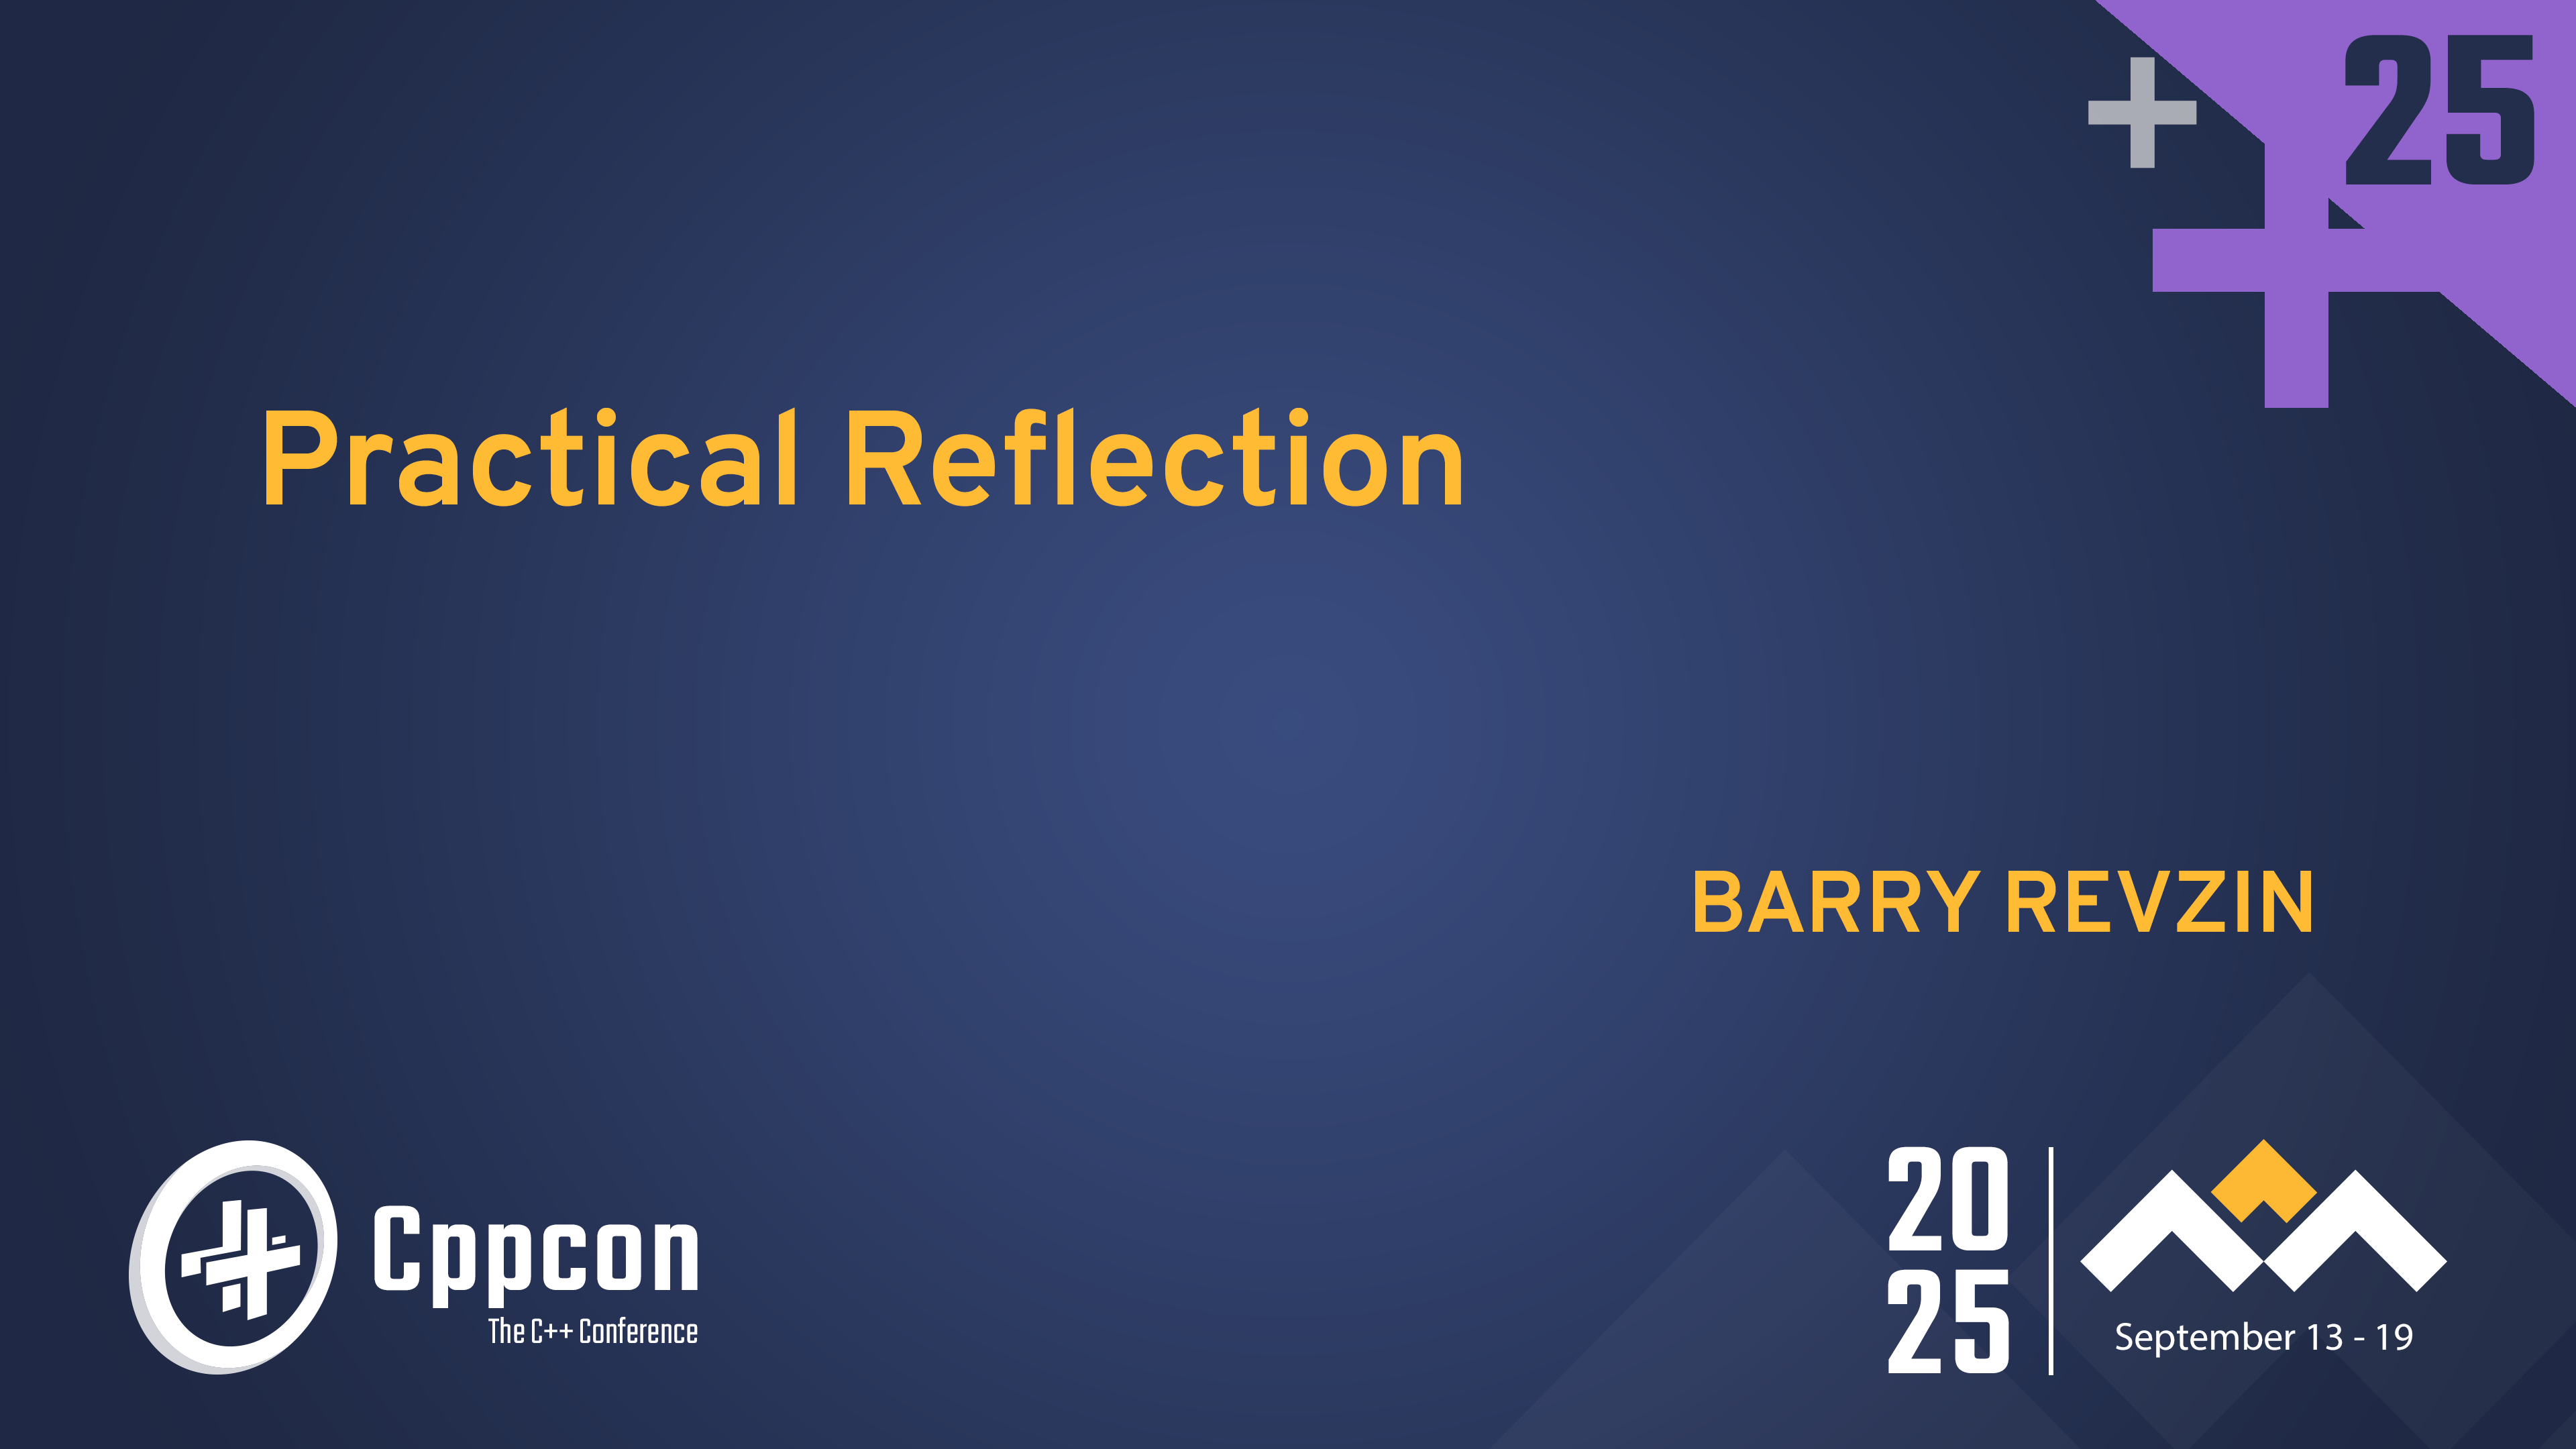 25
Practical Reflection
BARRY REVZIN
Cppcon
The C++ Conference
20
25
September 13 - 19